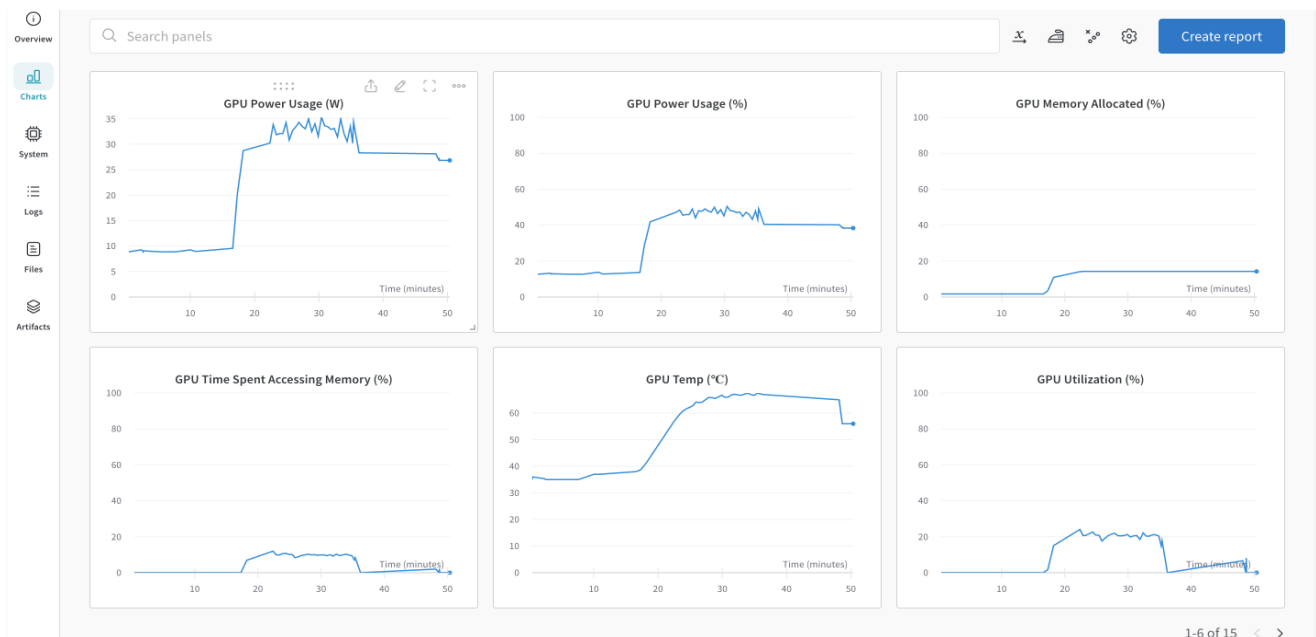 Overview
Charts
System
Logs
Files
Artifacts
Search panels
Create report
GPU Power Usage (W)
35
30
25
20
15
10
5
0
Time (minutes)
10 20 30 40 50
GPU Power Usage (%)
100
80
60
40
20
0
Time (minutes)
10 20 30 40 50
GPU Memory Allocated (%)
100
80
60
40
20
0
Time (minutes)
10 20 30 40 50
GPU Time Spent Accessing Memory (%)
100
80
60
40
20
0
Time (minutes)
10 20 30 40 50
GPU Temp (℃)
60
50
40
30
20
10
0
Time (minutes)
10 20 30 40 50
GPU Utilization (%)
100
80
60
40
20
0
Time (minutes)
10 20 30 40 50
1-6 of 15